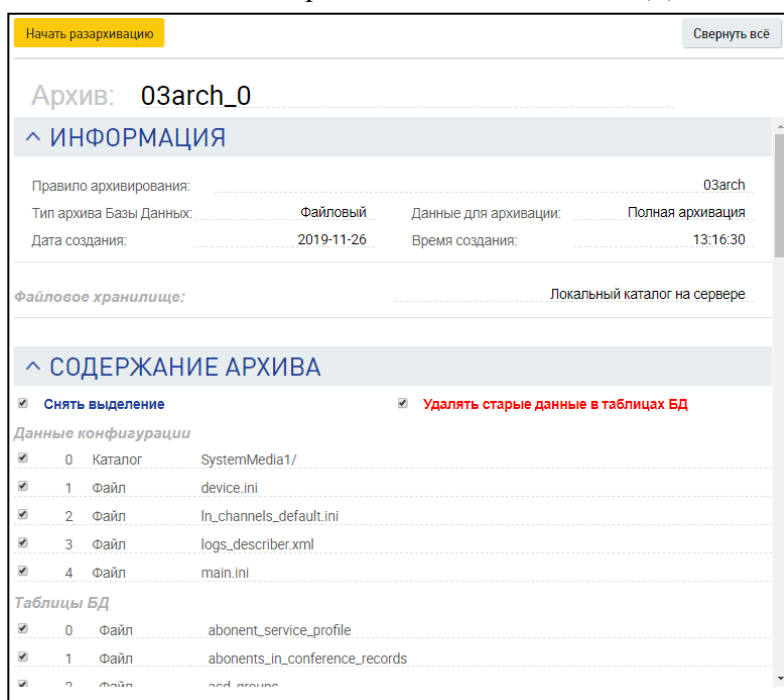 Начать разархивацию Свернуть всё
Архив: 03arch_0
ИНФОРМАЦИЯ
Правило архивирования: 03arch
Тип архива Базы Данных: Файловый Данные для архивации: Полная архивация
Дата создания: 2019-11-26 Время создания: 13:16:30
Файловое хранилище: Локальный каталог на сервере
СОДЕРЖАНИЕ АРХИВА
Снять выделение Удалять старые данные в таблицах БД
Данные конфигурации
0 Каталог SystemMedia1/
1 Файл device.ini
2 Файл ln_channels_default.ini
3 Файл logs_describer.xml
4 Файл main.ini
Таблицы БД
0 Файл abonent_service_profile
1 Файл abonents_in_conference_records
2 Файл acd_groups